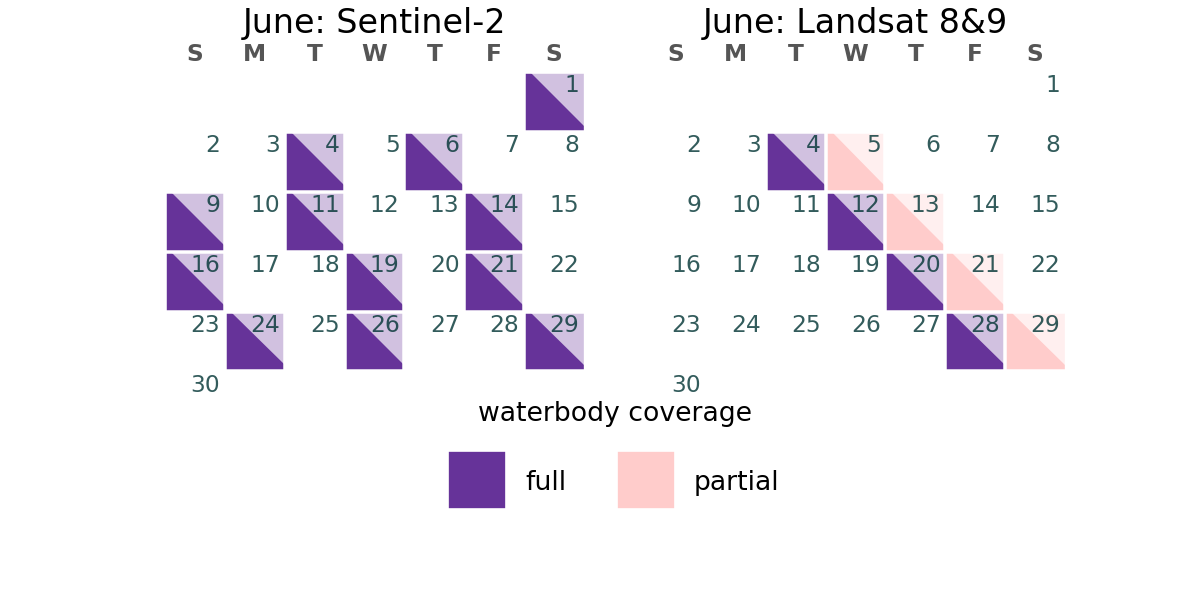 June: Sentinel-2
S M T W T F S
1
2 3 4 5 6 7 8
9 10 11 12 13 14 15
16 17 18 19 20 21 22
23 24 25 26 27 28 29
30
June: Landsat 8&9
S M T W T F S
1
2 3 4 5 6 7 8
9 10 11 12 13 14 15
16 17 18 19 20 21 22
23 24 25 26 27 28 29
30
waterbody coverage
full partial